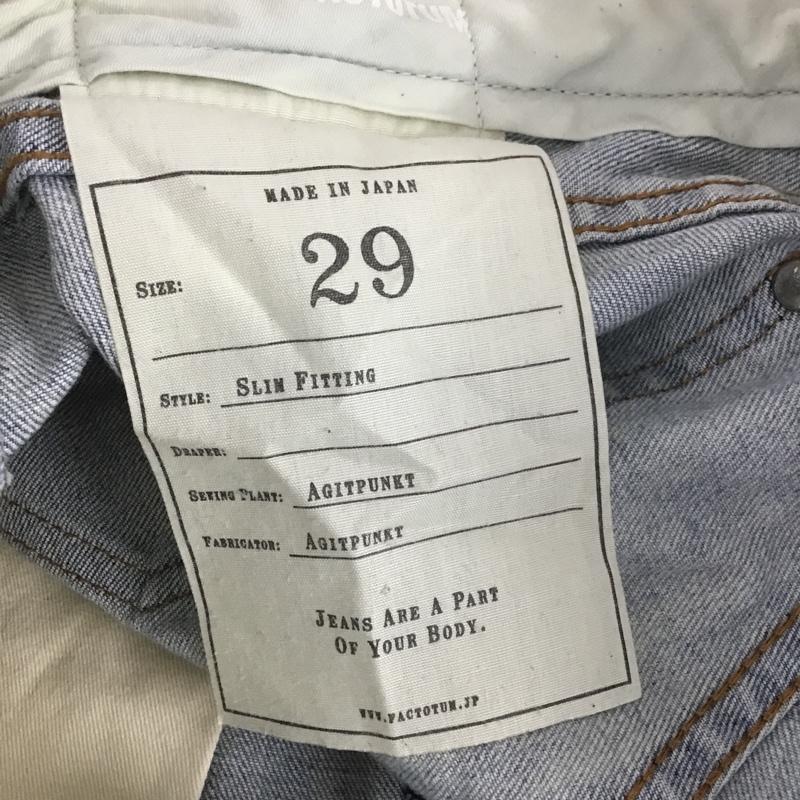 FACTOTUM
MADE IN JAPAN
SIZE: 29
STYLE: SLIM FITTING
DRAPER:
SEWING PLANT: AGITPUNKT
FABRICATOR: AGITPUNKT
JEANS ARE A PART
OF YOUR BODY.
WWW.FACTOTUM.JP